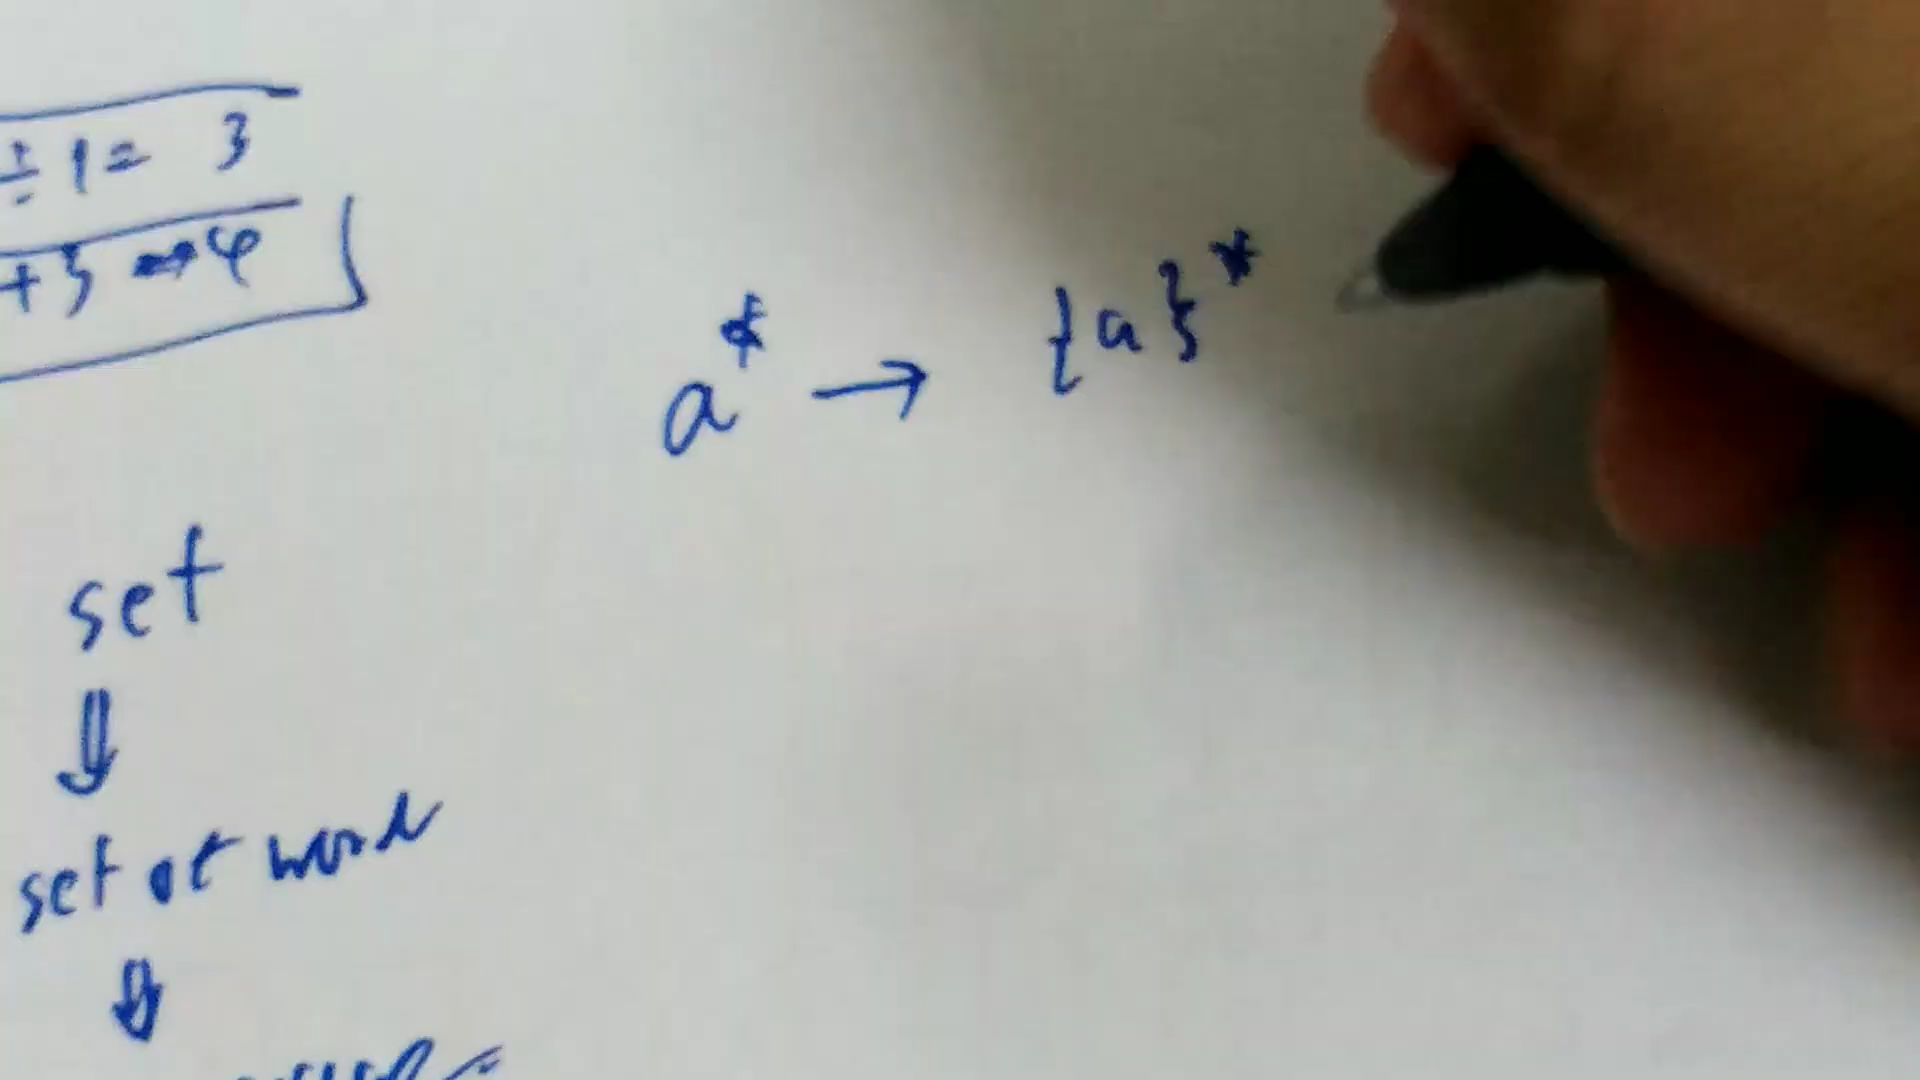 ÷ 1 = 3
+ 3 → 4
a* → {a}*
set
⇓
set of word
⇓